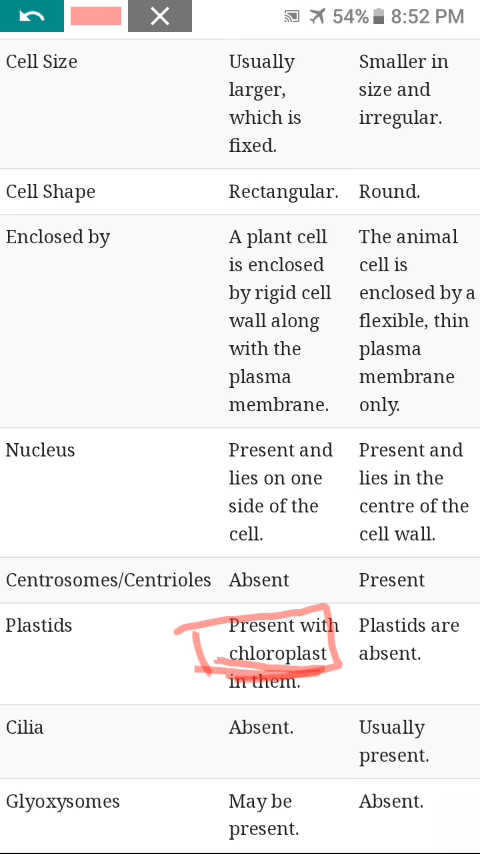 54% 8:52 PM
Cell Size
Usually
larger,
which is
fixed.
Smaller in
size and
irregular.
Cell Shape
Rectangular.
Round.
Enclosed by
A plant cell
is enclosed
by rigid cell
wall along
with the
plasma
membrane.
The animal
cell is
enclosed by a
flexible, thin
plasma
membrane
only.
Nucleus
Present and
lies on one
side of the
cell.
Present and
lies in the
centre of the
cell wall.
Centrosomes/Centrioles
Absent
Present
Plastids
Present with
chloroplast
in them.
Plastids are
absent.
Cilia
Absent.
Usually
present.
Glyoxysomes
May be
present.
Absent.